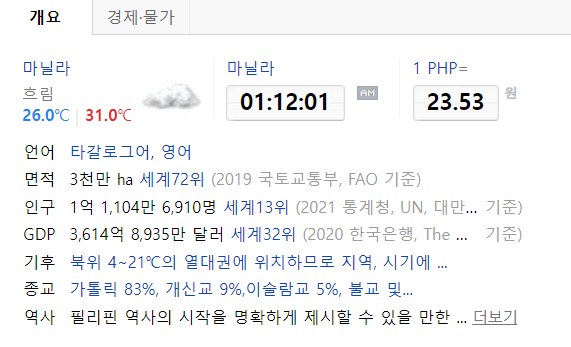 개요 경제·물가
마닐라 마닐라 1 PHP=
흐림 01:12:01 AM 23.53 원
26.0℃ 31.0℃
언어 타갈로그어, 영어
면적 3천만 ha 세계72위 (2019 국토교통부, FAO 기준)
인구 1억 1,104만 6,910명 세계13위 (2021 통계청, UN, 대만... 기준)
GDP 3,614억 8,935만 달러 세계32위 (2020 한국은행, The ... 기준)
기후 북위 4~21℃의 열대권에 위치하므로 지역, 시기에 ...
종교 가톨릭 83%, 개신교 9%,이슬람교 5%, 불교 및...
역사 필리핀 역사의 시작을 명확하게 제시할 수 있을 만한 ... 더보기